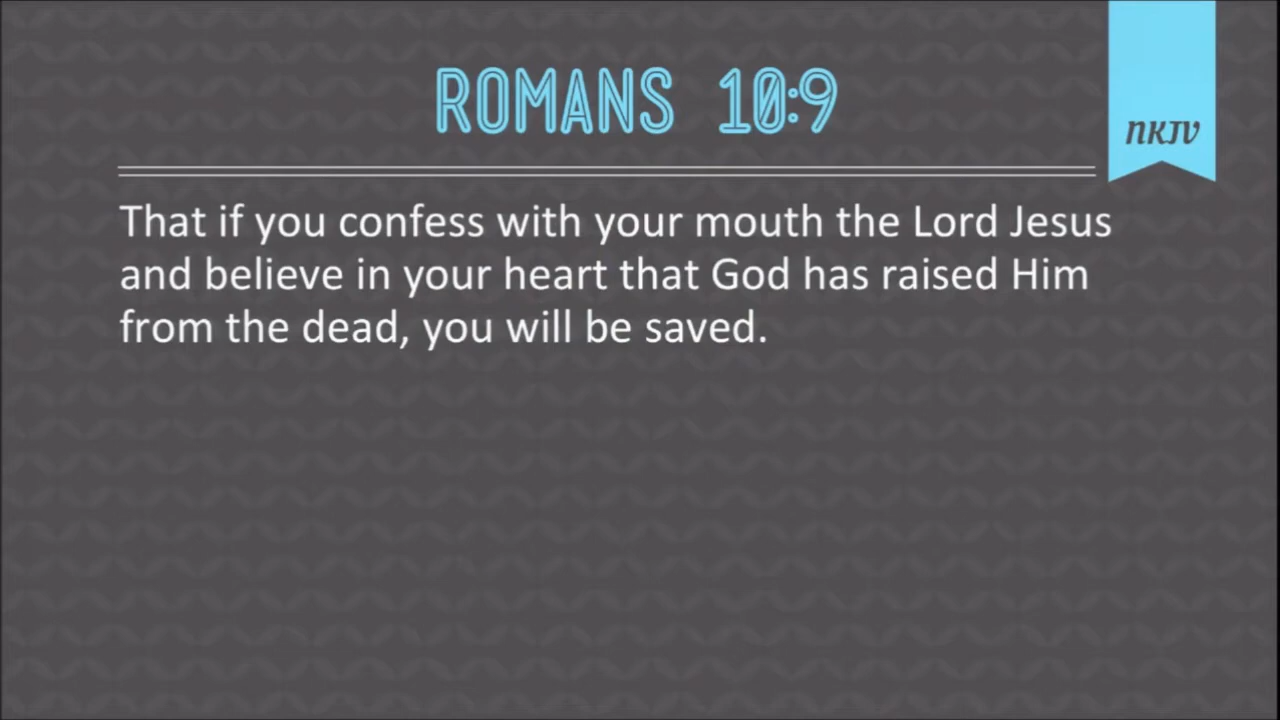 ROMANS 10:9
NKJV
That if you confess with your mouth the Lord Jesus
and believe in your heart that God has raised Him
from the dead, you will be saved.